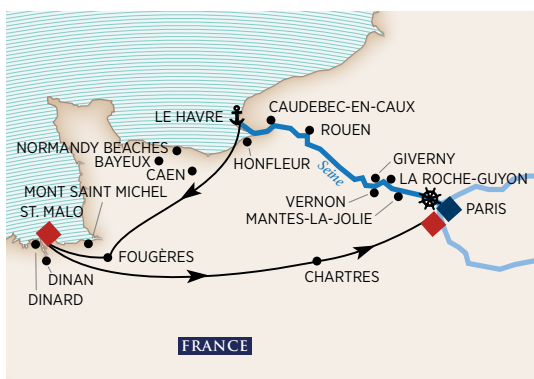 CAUDEBEC-EN-CAUX
LE HAVRE
ROUEN
NORMANDY BEACHES
HONFLEUR
GIVERNY
BAYEUX
CAEN
Seine
LA ROCHE-GUYON
MONT SAINT MICHEL
VERNON
PARIS
ST. MALO
MANTES-LA-JOLIE
FOUGÈRES
DINAN
CHARTRES
DINARD
FRANCE